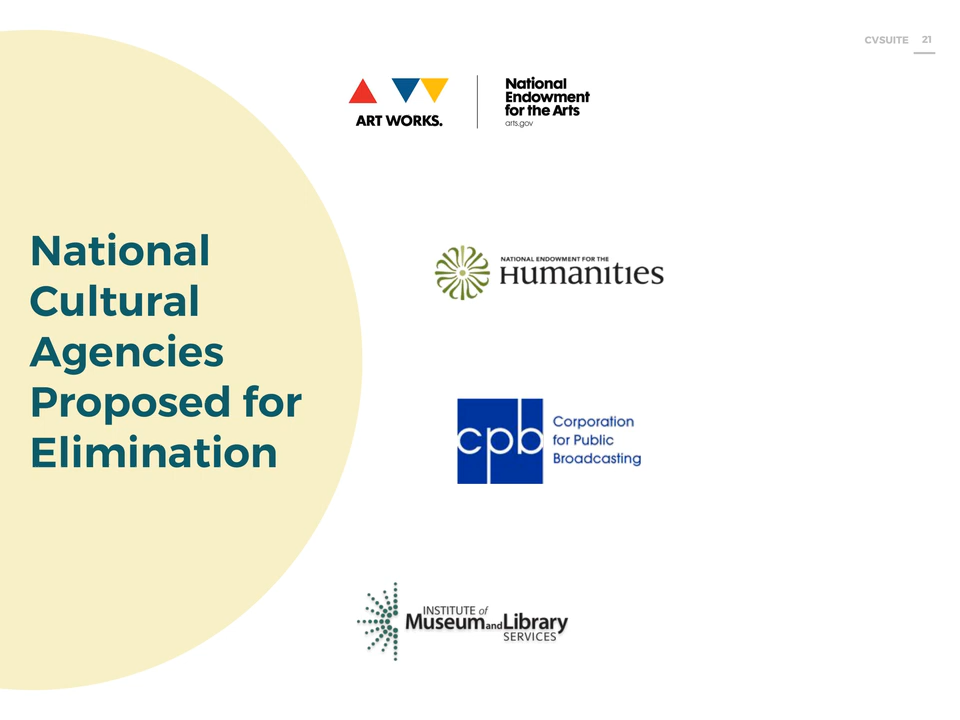 CVSUITE 21
ART WORKS.
National
Endowment
for the Arts
arts.gov
National
Cultural
Agencies
Proposed for
Elimination
NATIONAL ENDOWMENT FOR THE
Humanities
cpb
Corporation
for Public
Broadcasting
INSTITUTE of
Museum and Library
SERVICES